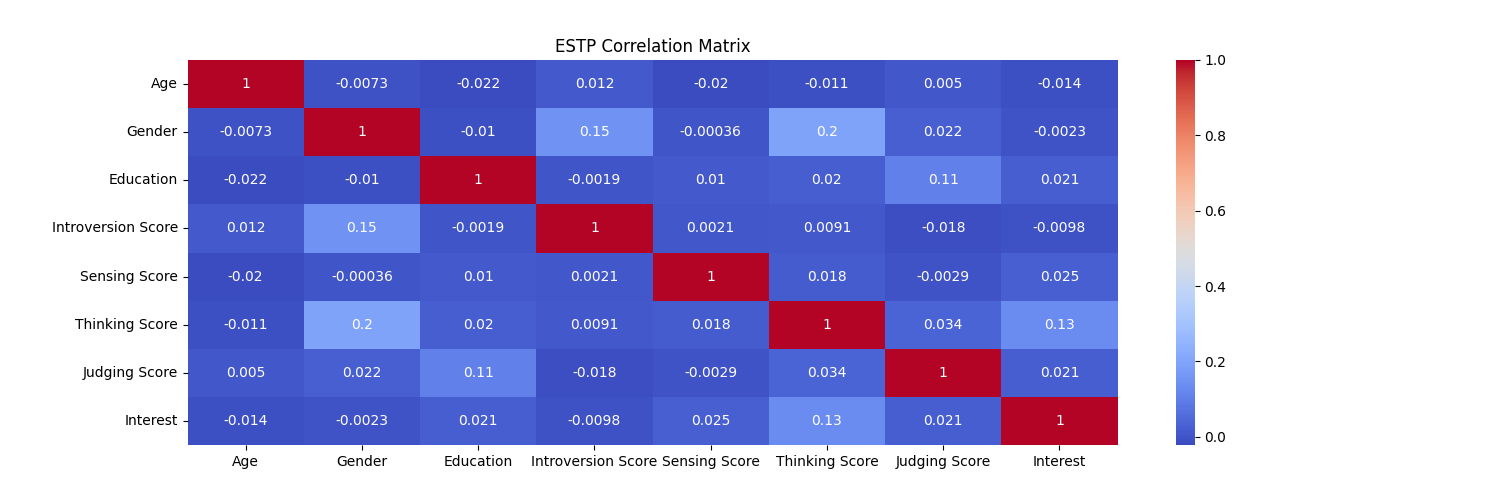 ESTP Correlation Matrix
Age 1 -0.0073 -0.022 0.012 -0.02 -0.011 0.005 -0.014
Gender -0.0073 1 -0.01 0.15 -0.00036 0.2 0.022 -0.0023
Education -0.022 -0.01 1 -0.0019 0.01 0.02 0.11 0.021
Introversion Score 0.012 0.15 -0.0019 1 0.0021 0.0091 -0.018 -0.0098
Sensing Score -0.02 -0.00036 0.01 0.0021 1 0.018 -0.0029 0.025
Thinking Score -0.011 0.2 0.02 0.0091 0.018 1 0.034 0.13
Judging Score 0.005 0.022 0.11 -0.018 -0.0029 0.034 1 0.021
Interest -0.014 -0.0023 0.021 -0.0098 0.025 0.13 0.021 1
Age Gender Education Introversion Score Sensing Score Thinking Score Judging Score Interest
1.0
0.8
0.6
0.4
0.2
0.0